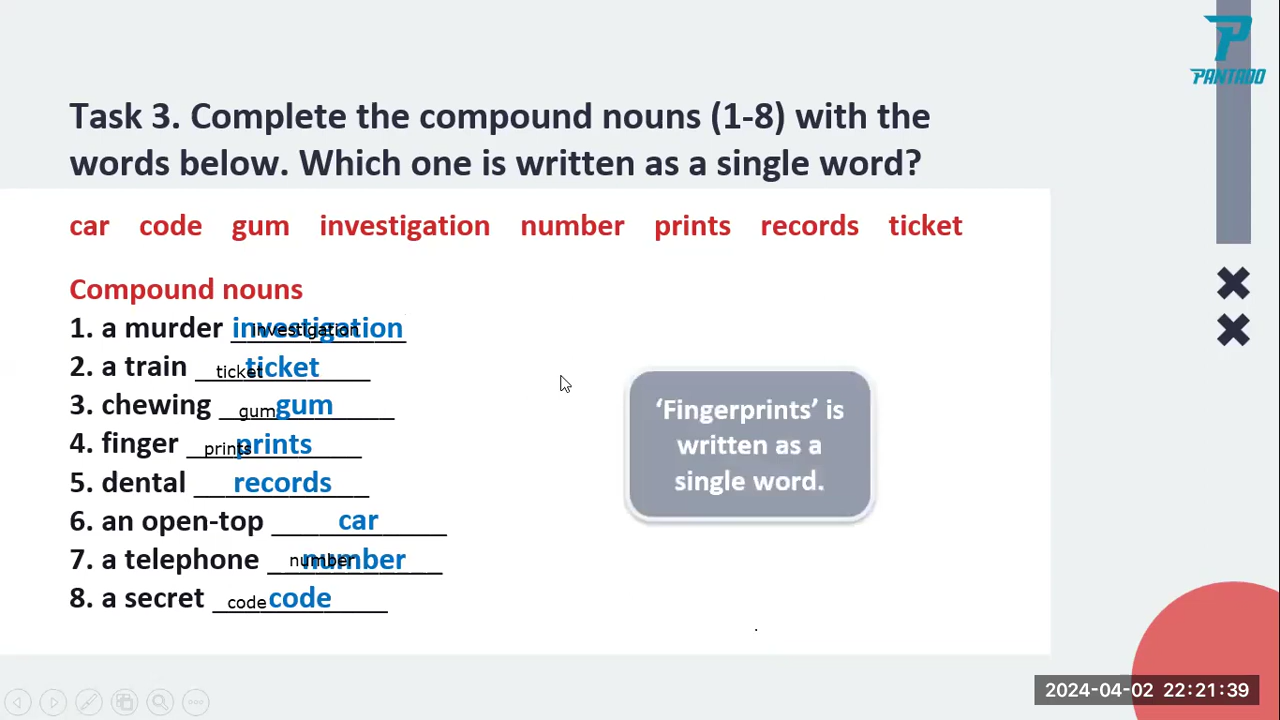 PANTADO
Task 3. Complete the compound nouns (1-8) with the
words below. Which one is written as a single word?
car code gum investigation number prints records ticket
Compound nouns
1. a murder investigation investigation
2. a train ticket ticket
3. chewing gum gum
4. finger prints prints
5. dental records
6. an open-top car
7. a telephone number number
8. a secret code code
‘Fingerprints’ is
written as a
single word.
2024-04-02 22:21:39